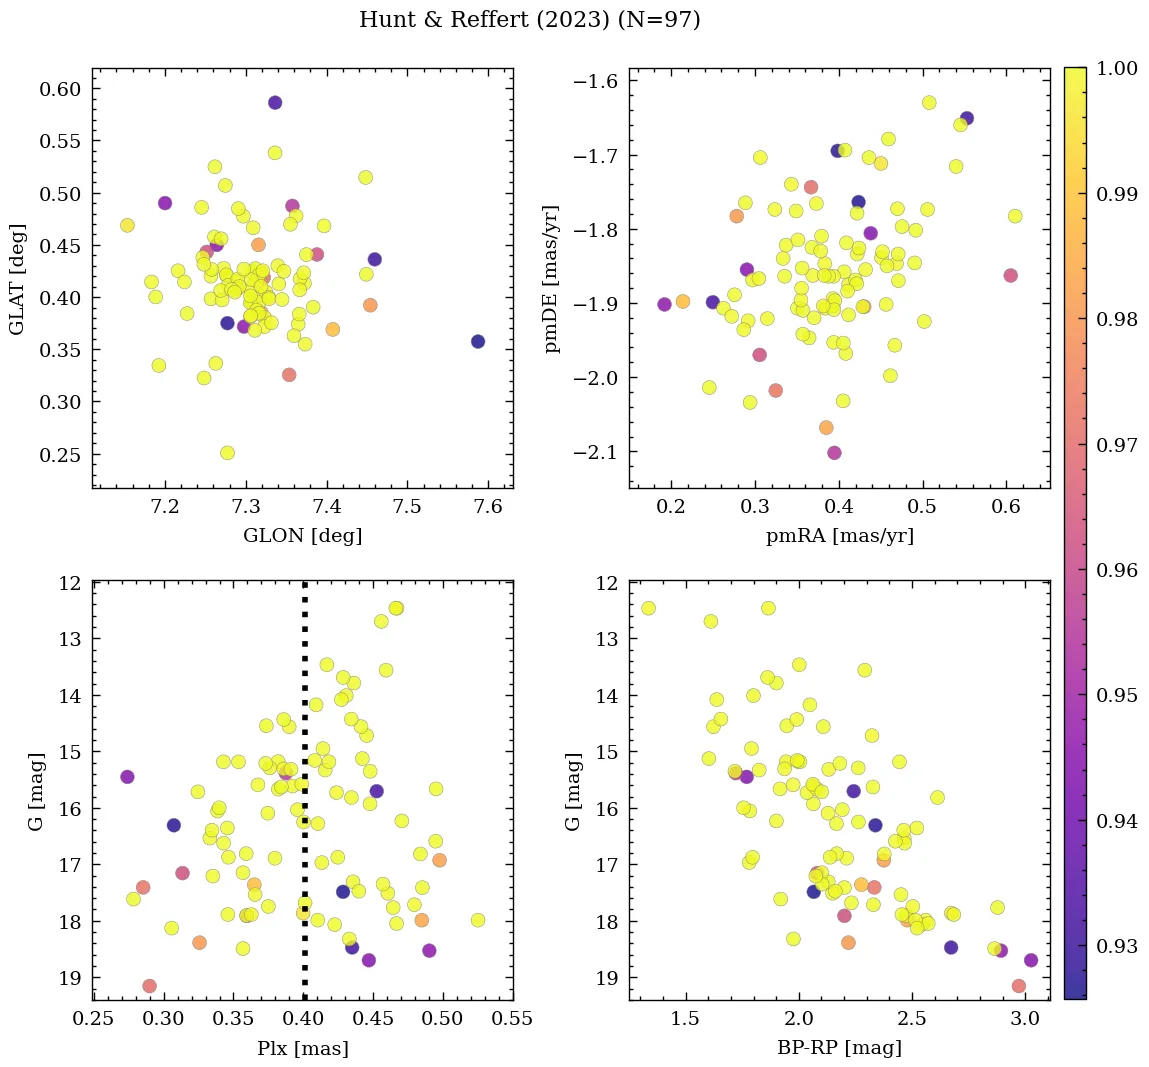 Hunt & Reffert (2023) (N=97)
0.60
0.55
0.50
0.45
0.40
0.35
0.30
0.25
GLAT [deg]
7.2 7.3 7.4 7.5 7.6
GLON [deg]
−1.6
−1.7
−1.8
−1.9
−2.0
−2.1
pmDE [mas/yr]
0.2 0.3 0.4 0.5 0.6
pmRA [mas/yr]
12
13
14
15
16
17
18
19
G [mag]
0.25 0.30 0.35 0.40 0.45 0.50 0.55
Plx [mas]
12
13
14
15
16
17
18
19
G [mag]
1.5 2.0 2.5 3.0
BP-RP [mag]
1.00
0.99
0.98
0.97
0.96
0.95
0.94
0.93